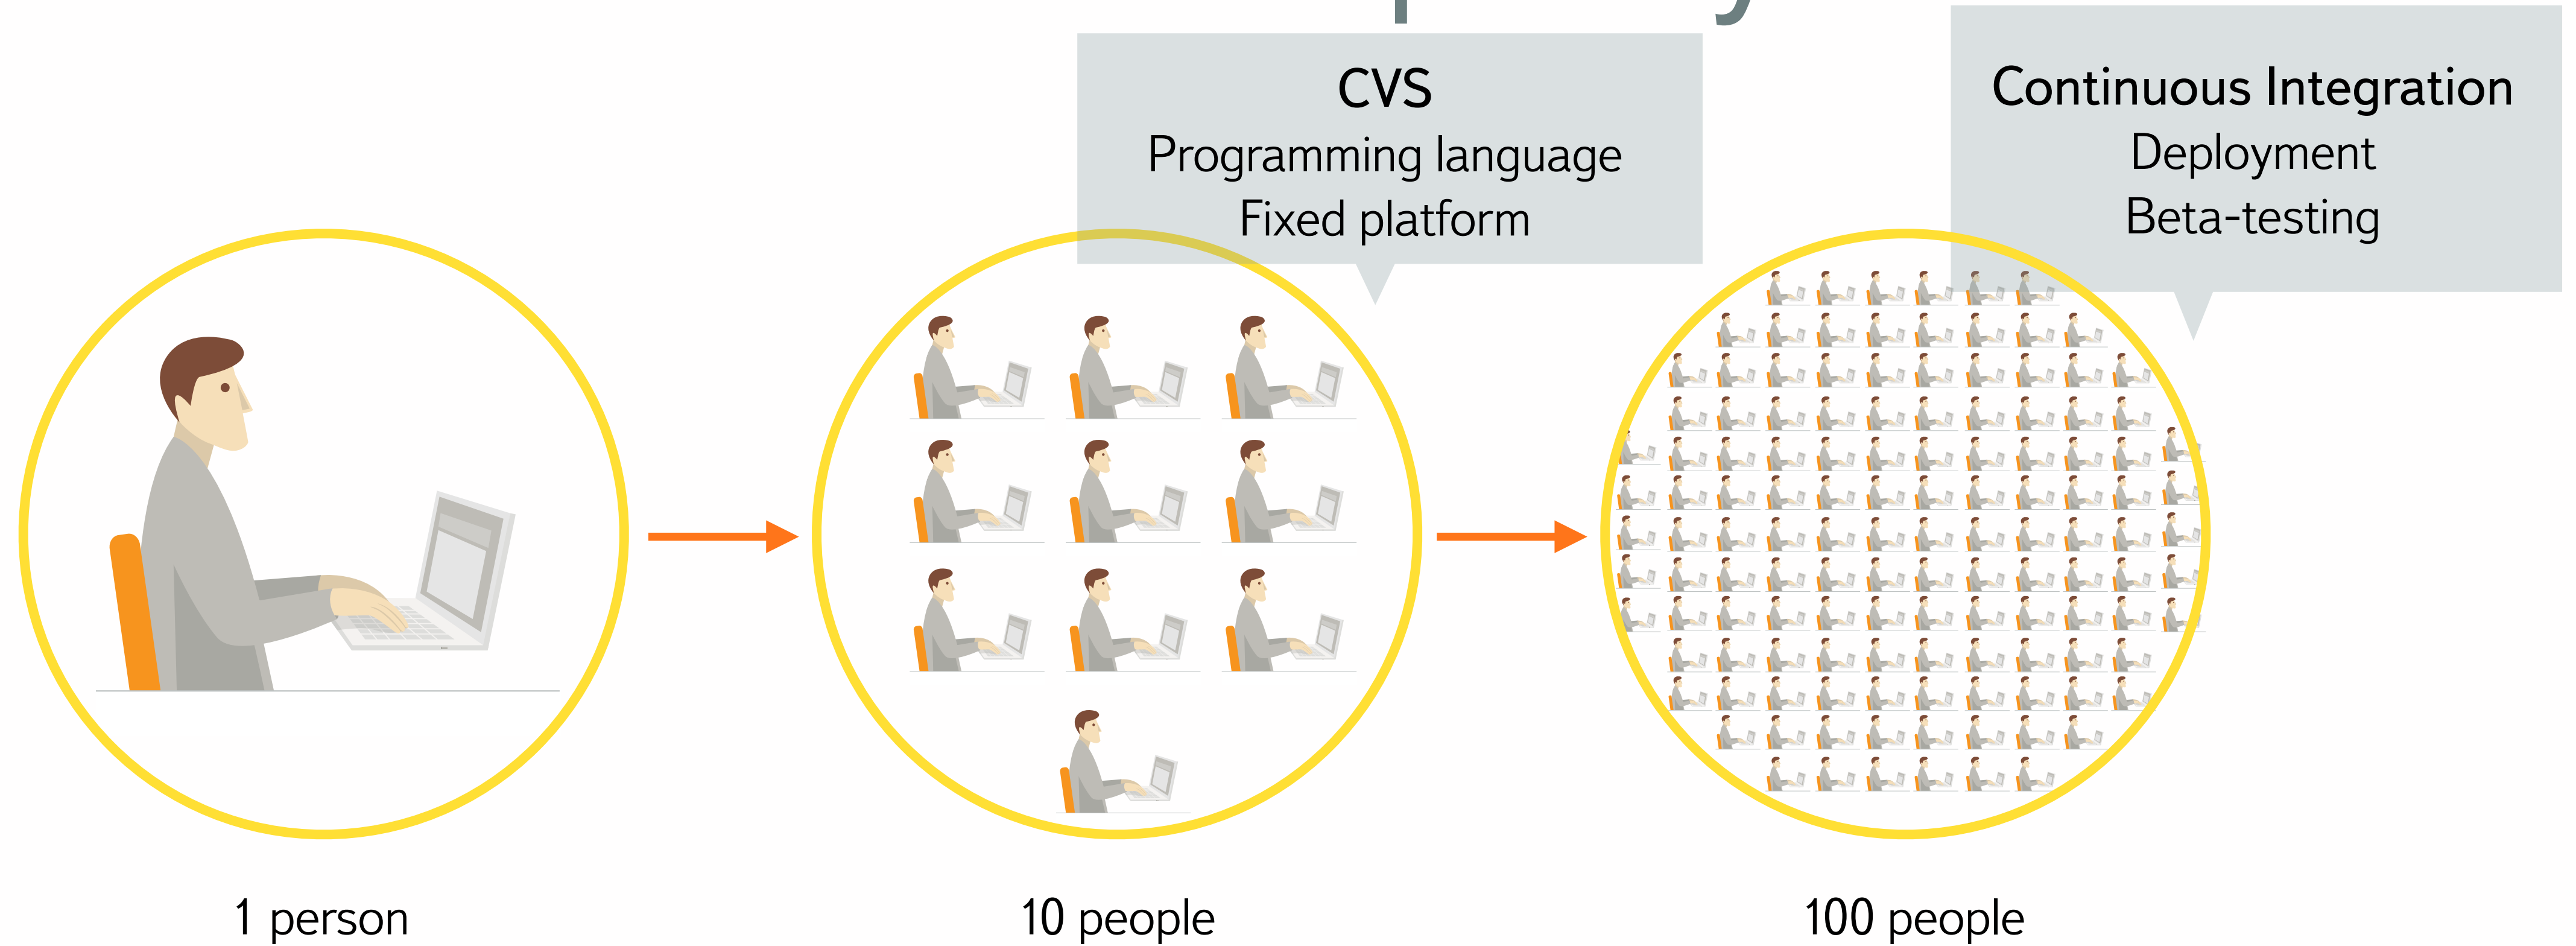 CVS
Programming language
Fixed platform
Continuous Integration
Deployment
Beta-testing
1 person
10 people
100 people